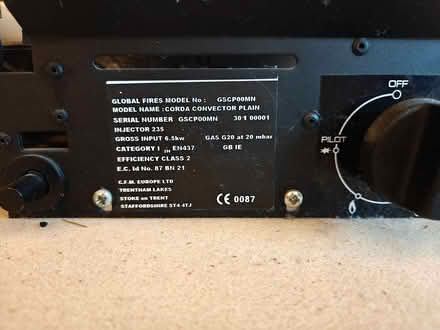 GLOBAL FIRES MODEL No : GSCP00MN
MODEL NAME : CORDA CONVECTOR PLAIN
SERIAL NUMBER GSCP00MN 301 00001
INJECTOR 235
GROSS INPUT 6.5kw GAS G20 at 20 mbar
CATEGORY I 2H EN437 GB IE
EFFICIENCY CLASS 2
E.C. Id No. 87 BN 21
C.F.M. EUROPE LTD
TRENTHAM LAKES
STOKE on TRENT
STAFFORDSHIRE ST4 4TJ
CE 0087
OFF
PILOT